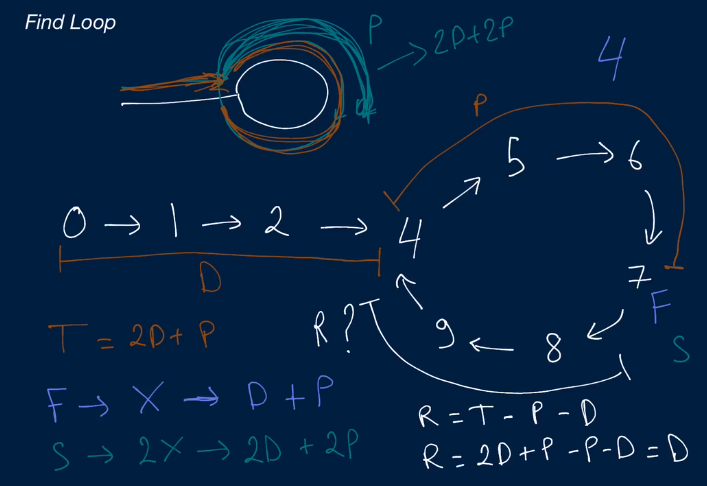 Find Loop
P → 2D+2P
4
P
5 → 6
0 → 1 → 2 → 4
7
D
F
R?
9 ← 8
S
T = 2D + P
F → X → D + P
R = T - P - D
S → 2X → 2D + 2P
R = 2D + P - P - D = D